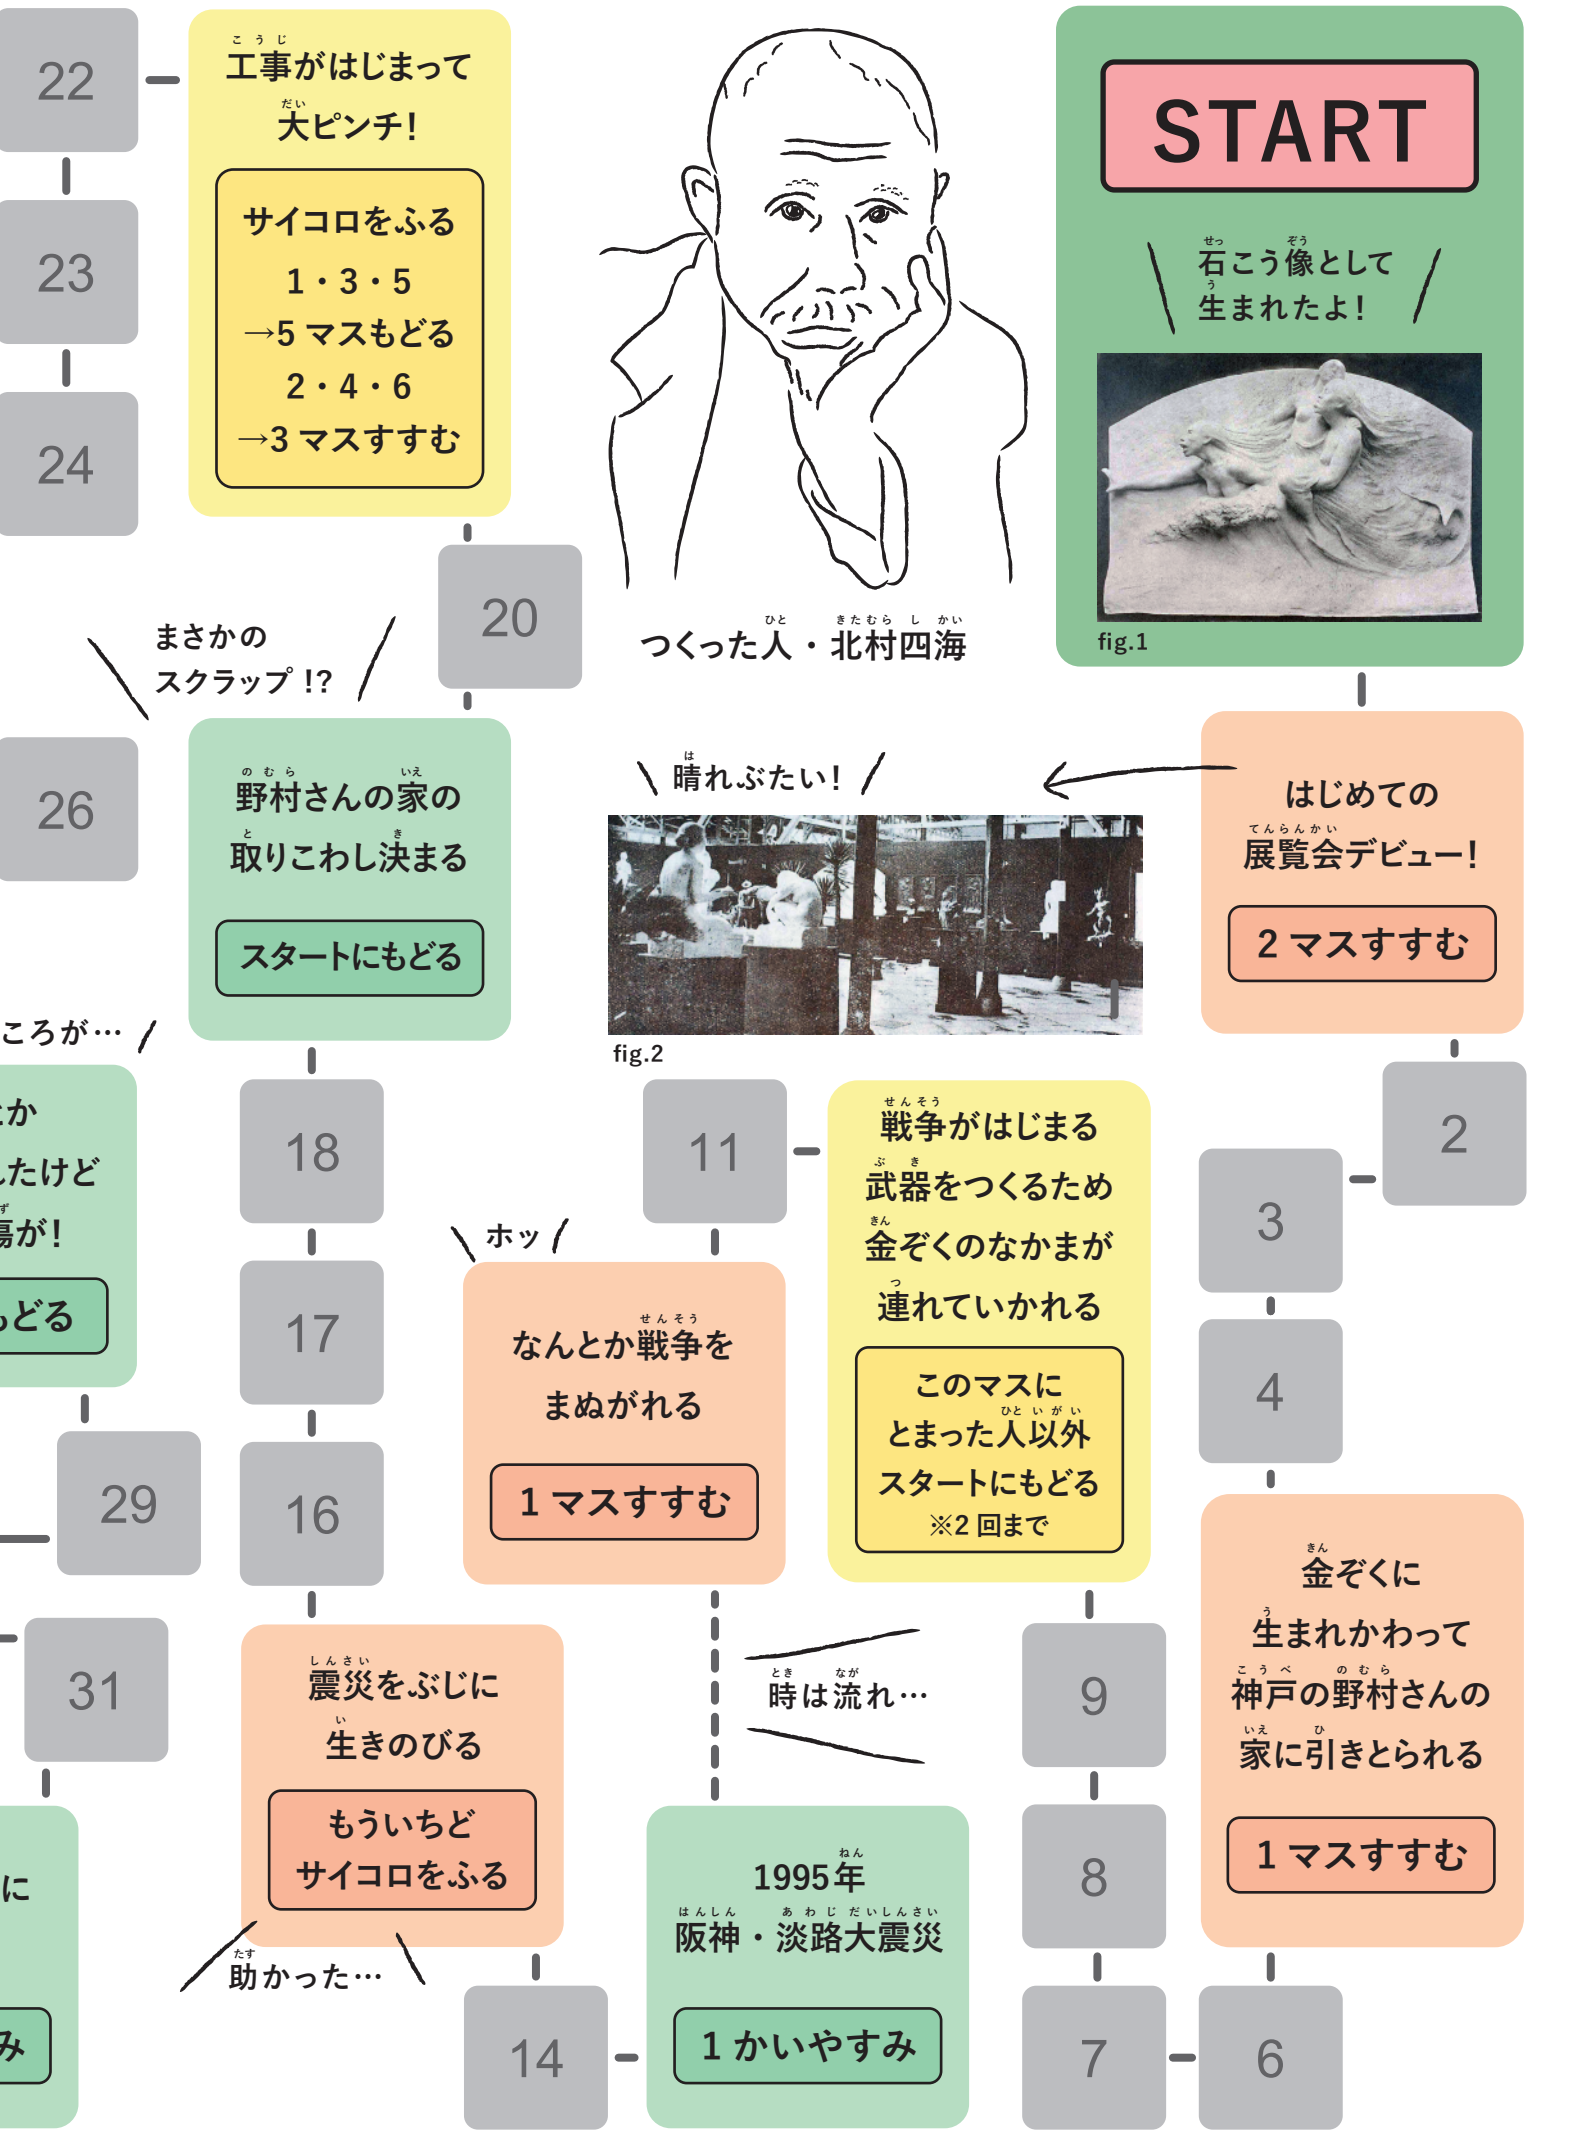 START
石こう像として
生まれたよ！
fig.1
つくった人・北村四海
はじめての
展覧会デビュー！
2 マスすすむ
晴れぶたい！
fig.2
2
3
4
金ぞくに
生まれかわって
神戸の野村さんの
家に引きとられる
1 マスすすむ
6
7
8
9
戦争がはじまる
武器をつくるため
金ぞくのなかまが
連れていかれる
このマスに
とまった人以外
スタートにもどる
※2 回まで
11
ホッ
なんとか戦争を
まぬがれる
1 マスすすむ
時は流れ…
1995年
阪神・淡路大震災
1 かいやすみ
14
震災をぶじに
生きのびる
もういちど
サイコロをふる
助かった…
16
17
18
野村さんの家の
取りこわし決まる
スタートにもどる
まさかの
スクラップ !?
20
工事がはじまって
大ピンチ！
サイコロをふる
1・3・5
→5 マスもどる
2・4・6
→3 マスすすむ
22
23
24
26
ころが…
か
たけど
傷が！
もどる
29
31
に
み